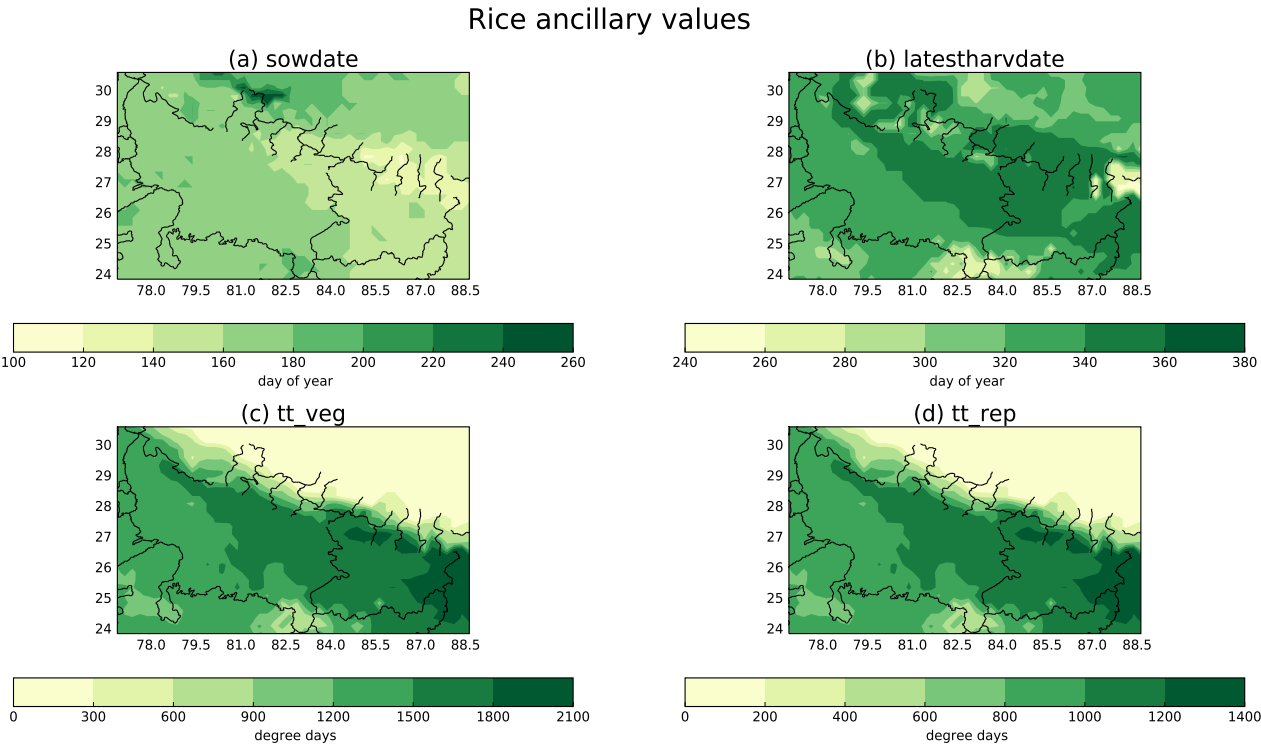 Rice ancillary values
(a) sowdate
(b) latestharvdate
30
29
28
27
26
25
24
78.0 79.5 81.0 82.5 84.0 85.5 87.0 88.5
30
29
28
27
26
25
24
78.0 79.5 81.0 82.5 84.0 85.5 87.0 88.5
100 120 140 160 180 200 220 240 260
day of year
240 260 280 300 320 340 360 380
day of year
(c) tt_veg
(d) tt_rep
30
29
28
27
26
25
24
78.0 79.5 81.0 82.5 84.0 85.5 87.0 88.5
30
29
28
27
26
25
24
78.0 79.5 81.0 82.5 84.0 85.5 87.0 88.5
0 300 600 900 1200 1500 1800 2100
degree days
0 200 400 600 800 1000 1200 1400
degree days